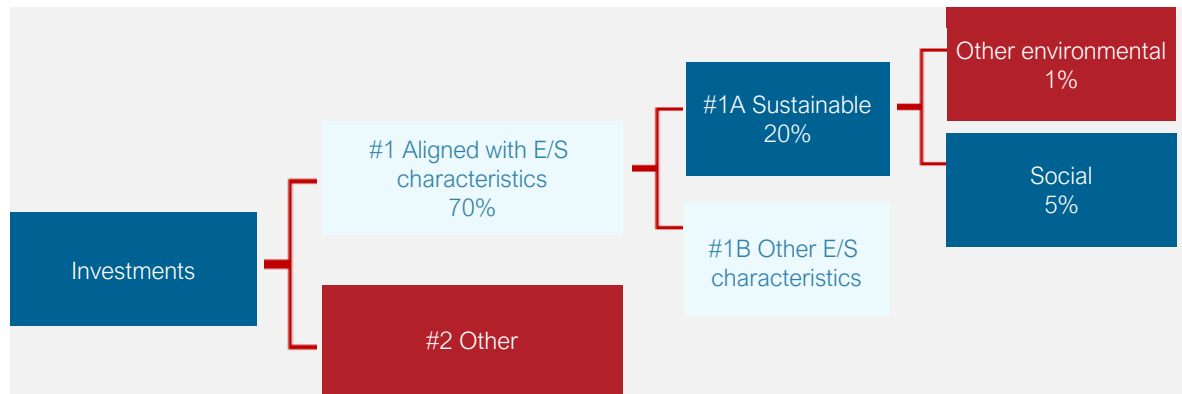 Investments
#1 Aligned with E/S
characteristics
70%
#2 Other
#1A Sustainable
20%
#1B Other E/S
characteristics
Other environmental
1%
Social
5%